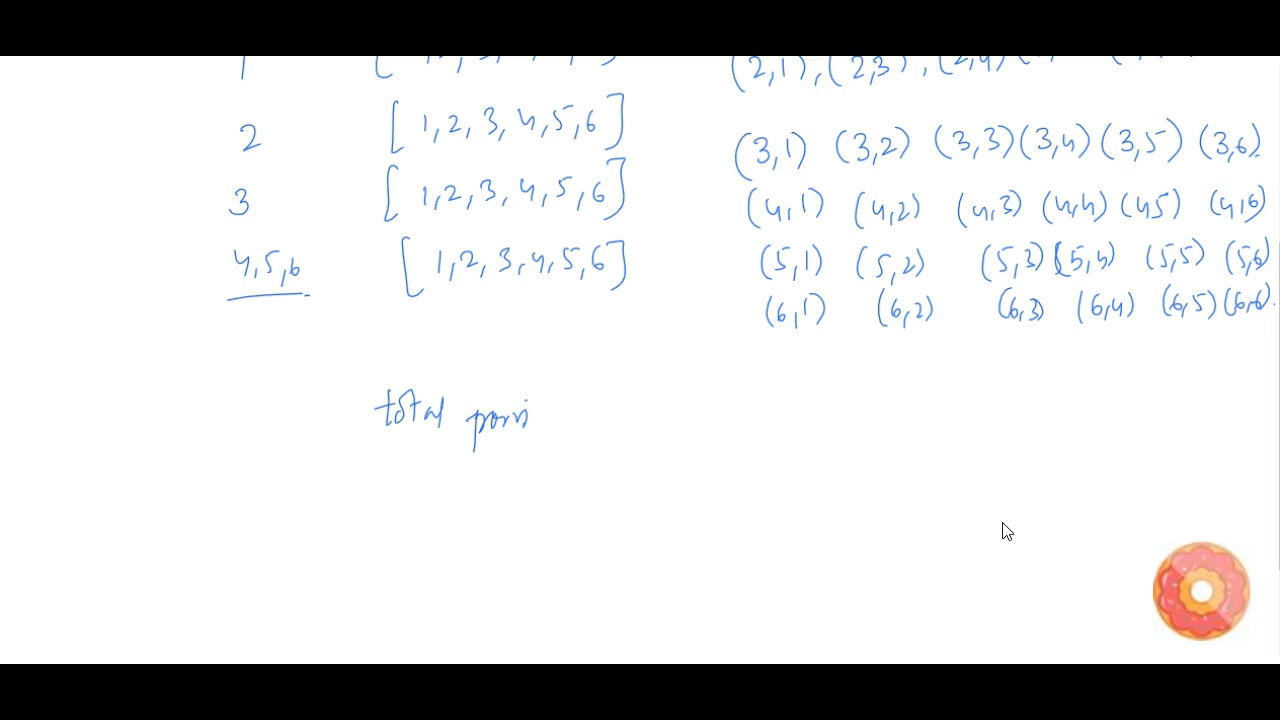 1 (2,1), (2,3), (2,4)
2 [ 1, 2, 3, 4, 5, 6 ] (3,1) (3,2) (3,3) (3,4) (3,5) (3,6)
3 [ 1, 2, 3, 4, 5, 6 ] (4,1) (4,2) (4,3) (4,4) (45) (4,6)
4,5,6 [ 1, 2, 3, 4, 5, 6 ] (5,1) (5,2) (5,3) (5,4) (5,5) (5,6)
(6,1) (6,2) (6,3) (6,4) (6,5) (6,6)
total